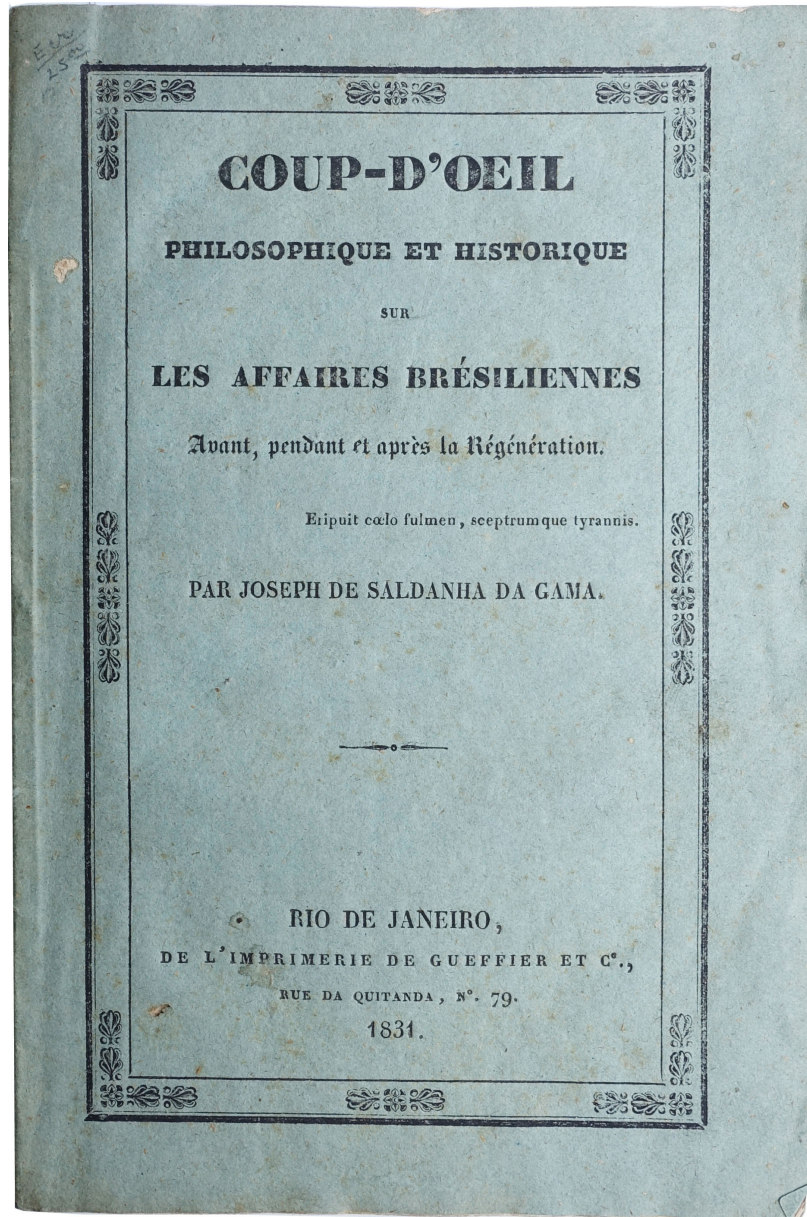 COUP-D'OEIL
PHILOSOPHIQUE ET HISTORIQUE
SUR
LES AFFAIRES BRÉSILIENNES
Avant, pendant et après la Régénération.
Eripuit cœlo fulmen, sceptrumque tyrannis.
PAR JOSEPH DE SALDANHA DA GAMA.
RIO DE JANEIRO,
DE L'IMPRIMERIE DE GUEFFIER ET Cᵉ.,
RUE DA QUITANDA, N°. 79.
1831.